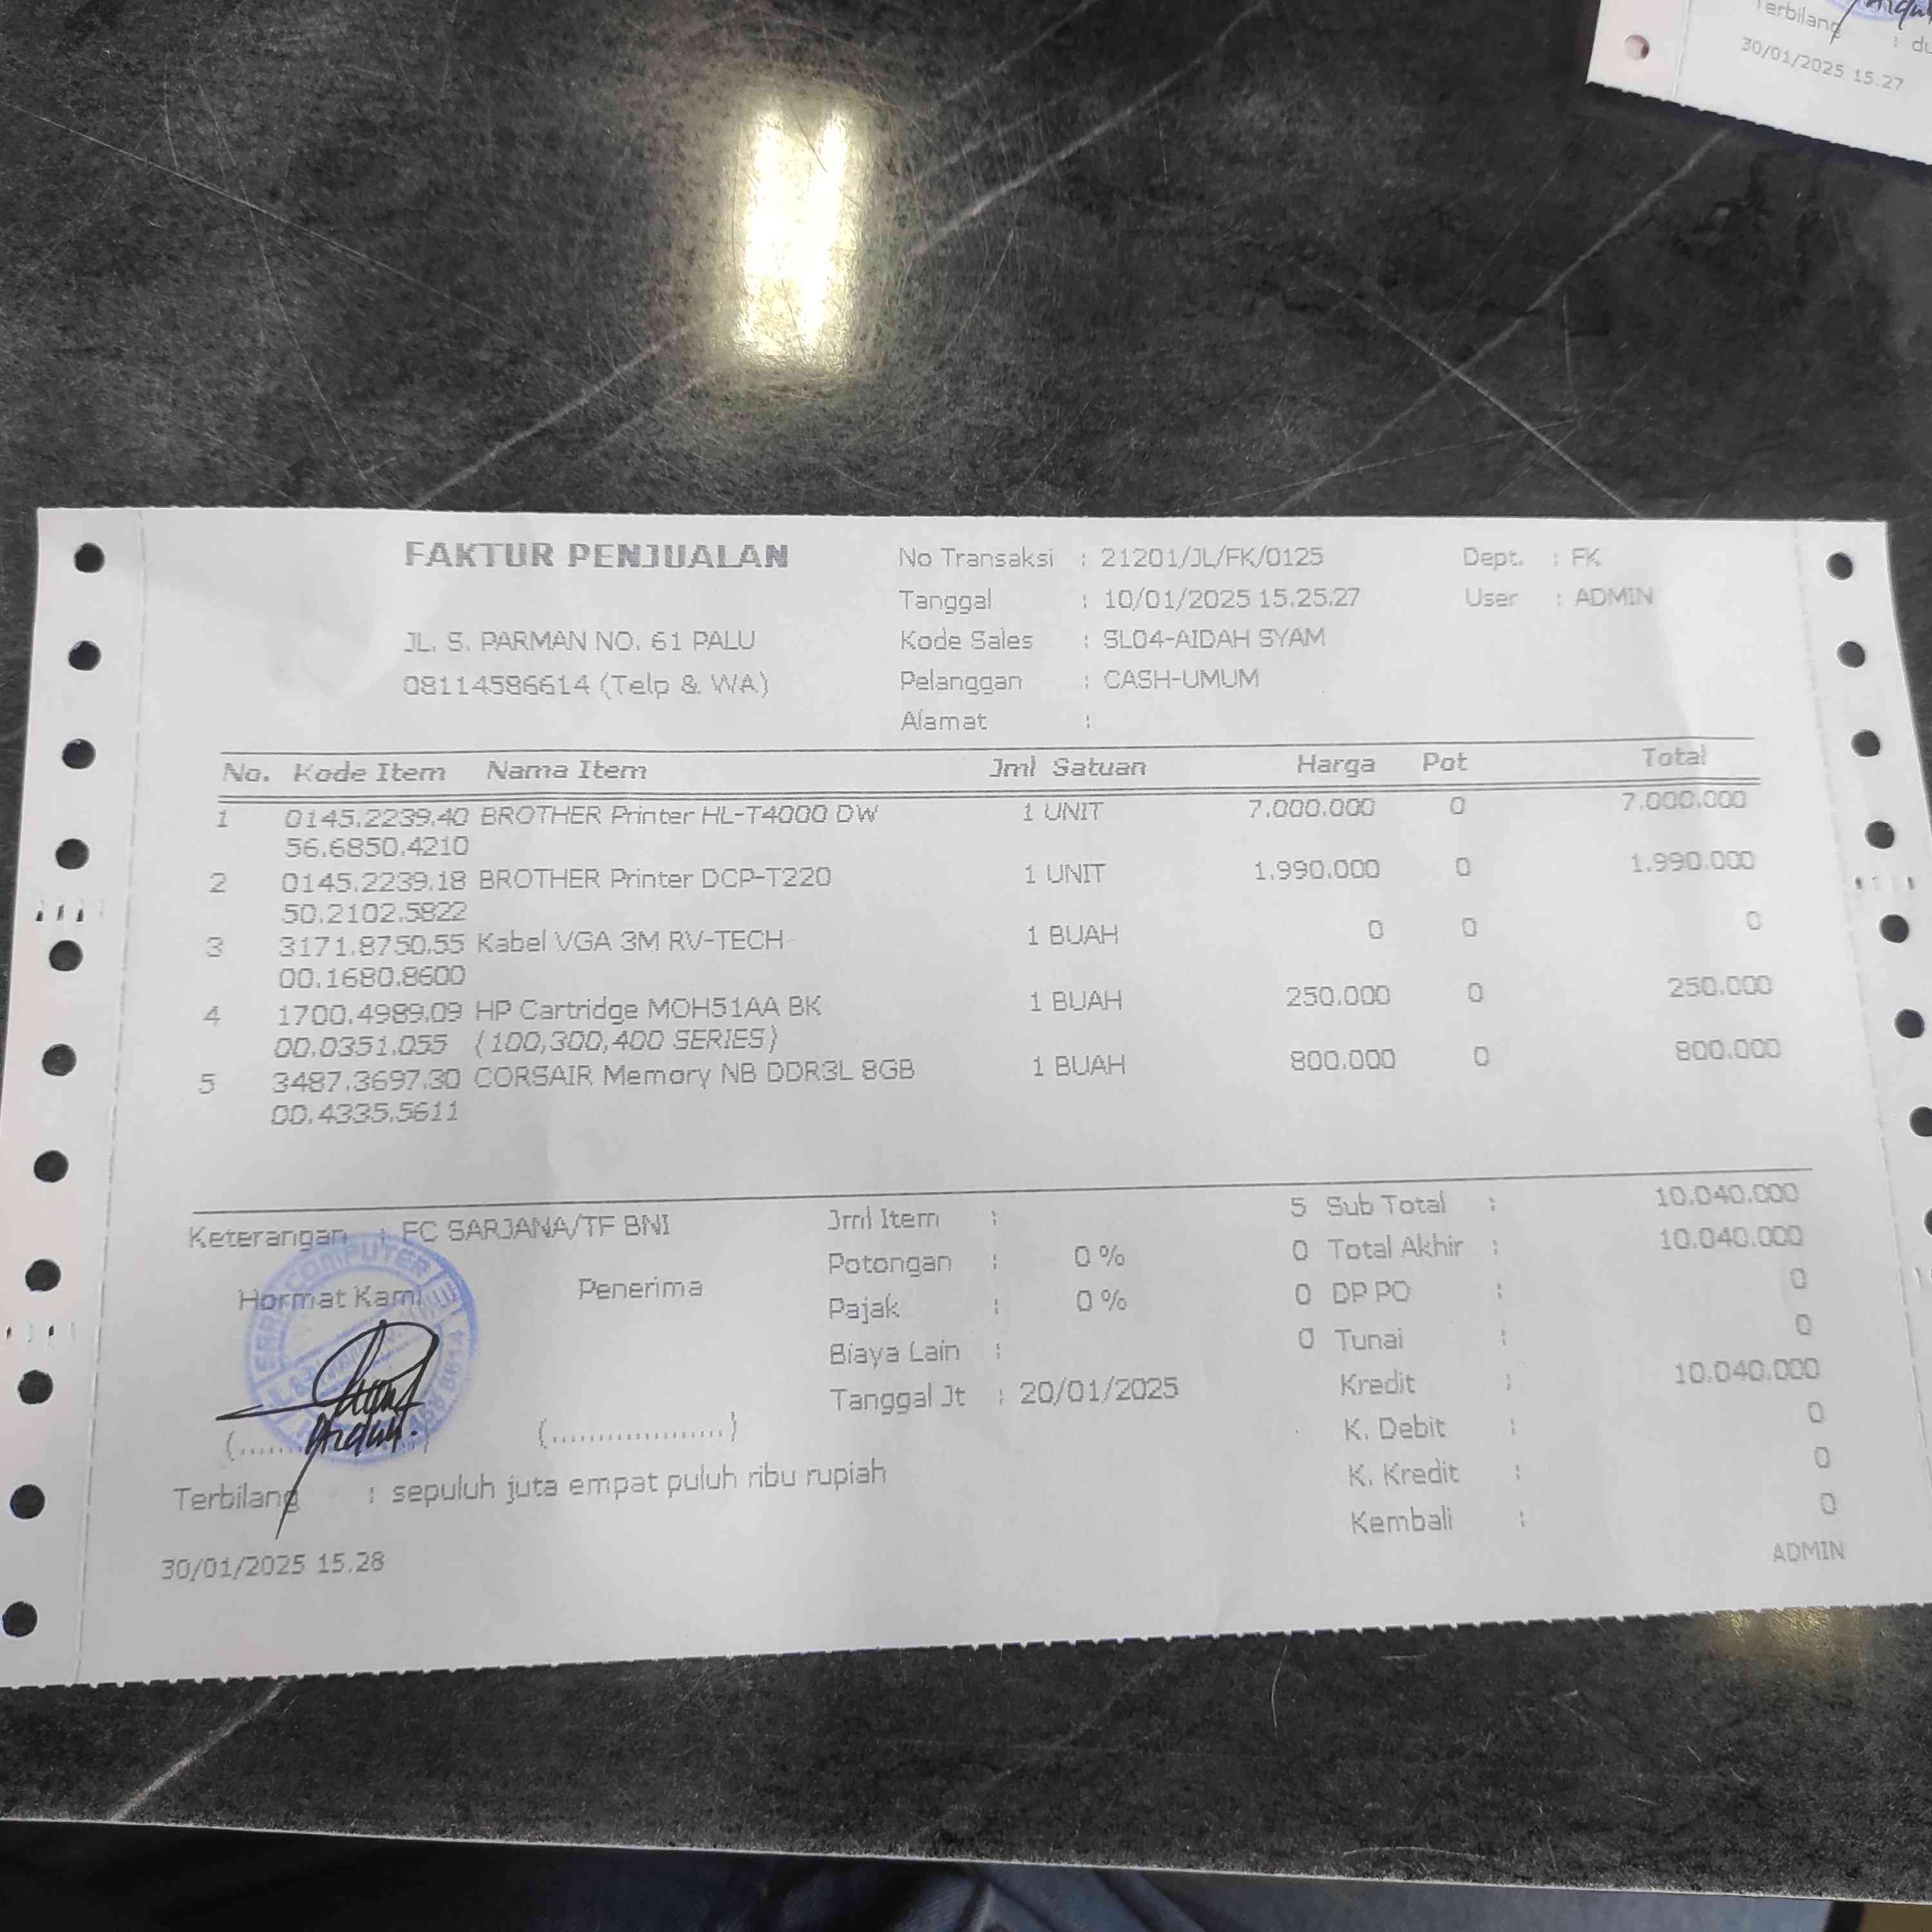 Terbilang : du
30/01/2025 15.27
FAKTUR PENJUALAN
No Transaksi : 21201/JL/FK/0125 Dept. : FK
Tanggal : 10/01/2025 15.25.27 User : ADMIN
JL. S. PARMAN NO. 61 PALU Kode Sales : SL04-AIDAH SYAM
08114586614 (Telp & WA) Pelanggan : CASH-UMUM
Alamat :
No. Kode Item Nama Item Jml Satuan Harga Pot Total
1 0145.2239.40 BROTHER Printer HL-T4000 DW 1 UNIT 7.000.000 0 7.000.000
56.6850.4210
2 0145.2239.18 BROTHER Printer DCP-T220 1 UNIT 1.990.000 0 1.990.000
50.2102.5822
3 3171.8750.55 Kabel VGA 3M RV-TECH 1 BUAH 0 0 0
00.1680.8600
4 1700.4989.09 HP Cartridge MOH51AA BK 1 BUAH 250.000 0 250.000
00.0351.055 (100,300,400 SERIES)
5 3487.3697.30 CORSAIR Memory NB DDR3L 8GB 1 BUAH 800.000 0 800.000
00.4335.5611
Keterangan : FC SARJANA/TF BNI Jml Item : 5 Sub Total : 10.040.000
Potongan : 0 % 0 Total Akhir : 10.040.000
Hormat Kami Penerima Pajak : 0 % 0 DP PO : 0
Biaya Lain : 0 Tunai : 0
Tanggal Jt : 20/01/2025 Kredit : 10.040.000
COMPUTER
(...................) K. Debit : 0
K. Kredit : 0
Terbilang : sepuluh juta empat puluh ribu rupiah
Kembali : 0
30/01/2025 15.28 ADMIN